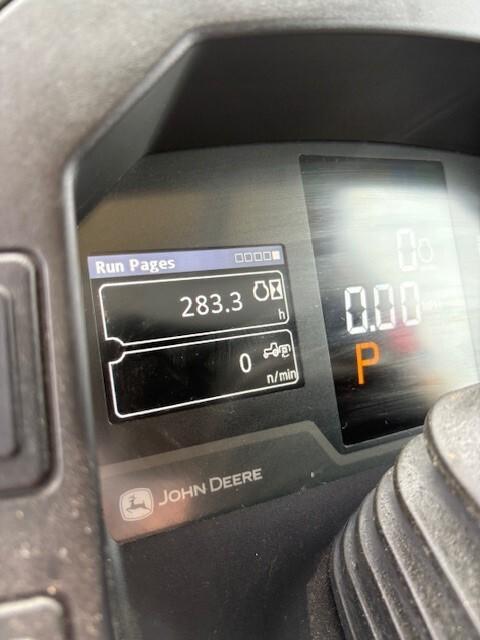 Run Pages
283.3
h
0
n/min
0
0.00
P
JOHN DEERE